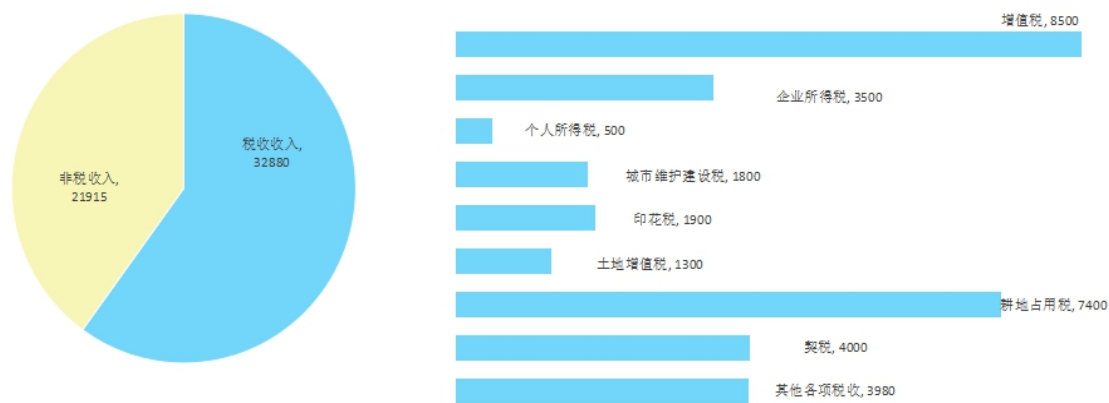 税收收入,
32880
非税收入,
21915
增值税, 8500
企业所得税, 3500
个人所得税, 500
城市维护建设税, 1800
印花税, 1900
土地增值税, 1300
耕地占用税, 7400
契税, 4000
其他各项税收, 3980